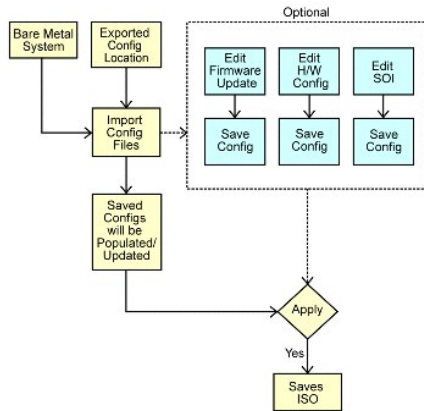 Optional
Bare Metal
System
Exported
Config
Location
Edit
Firmware
Update
Edit
H/W
Config
Edit
SOI
Import
Config
Files
Save
Config
Save
Config
Save
Config
Saved
Configs
will be
Populated/
Updated
Apply
Yes
Saves
ISO